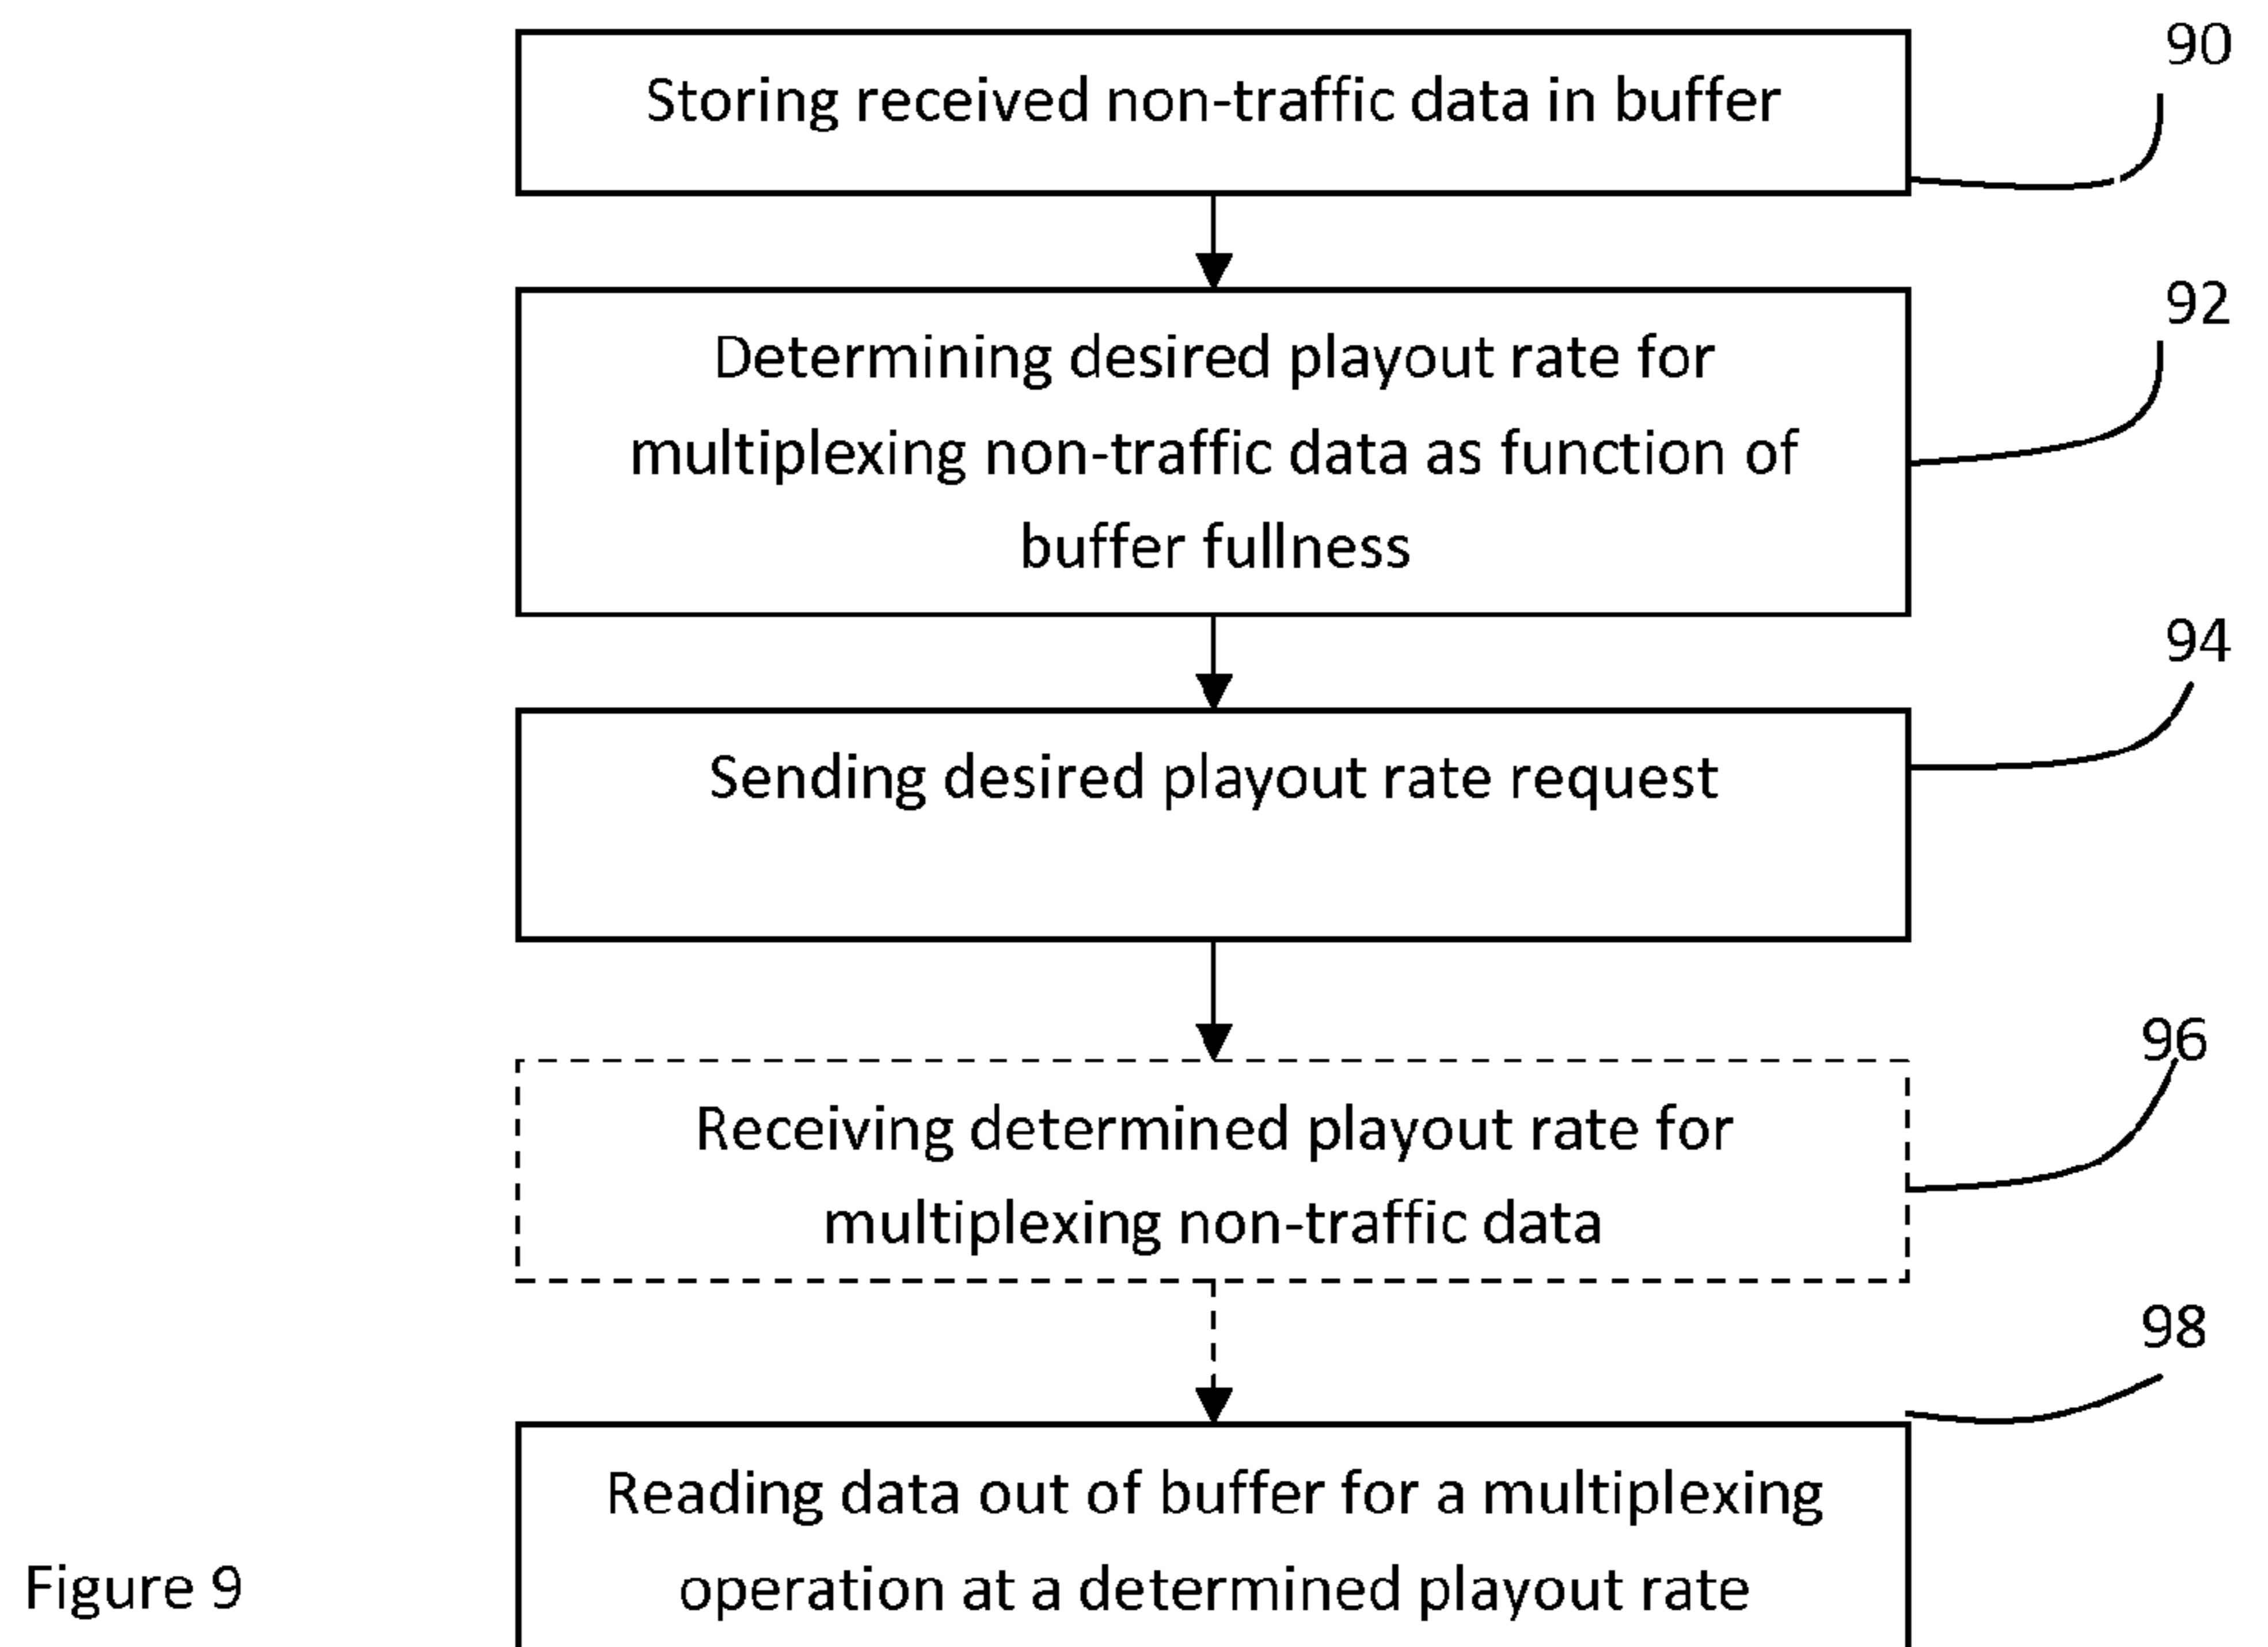 90
Storing received non-traffic data in buffer
92
Determining desired playout rate for
multiplexing non-traffic data as function of
buffer fullness
94
Sending desired playout rate request
96
Receiving determined playout rate for
multiplexing non-traffic data
98
Reading data out of buffer for a multiplexing
operation at a determined playout rate
Figure 9